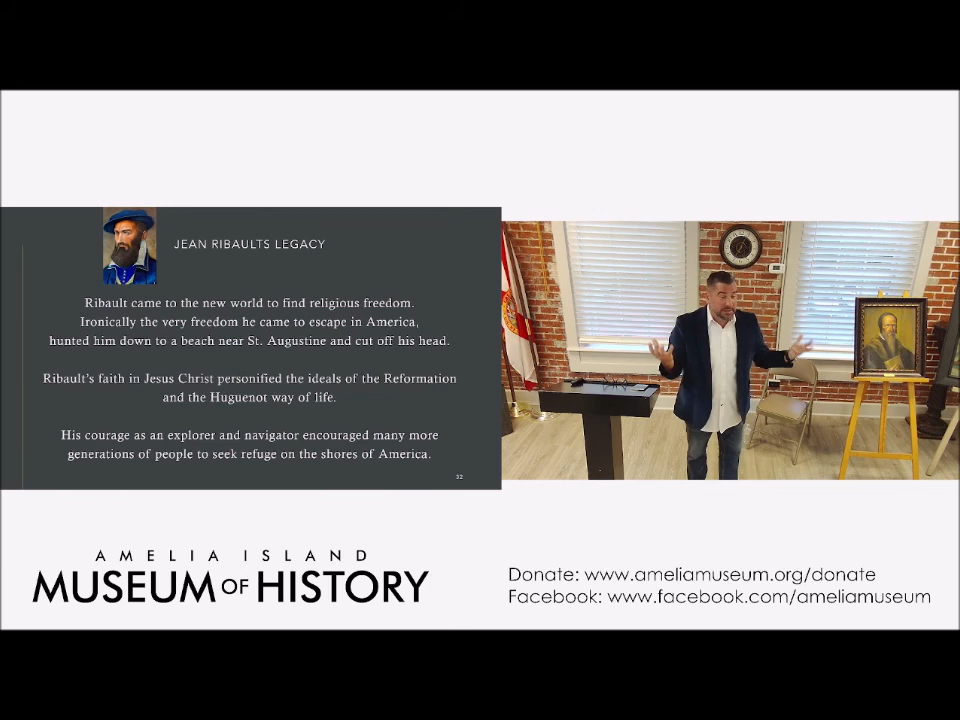 JEAN RIBAULTS LEGACY
Ribault came to the new world to find religious freedom.
Ironically the very freedom he came to escape in America,
hunted him down to a beach near St. Augustine and cut off his head.
Ribault's faith in Jesus Christ personified the ideals of the Reformation
and the Huguenot way of life.
His courage as an explorer and navigator encouraged many more
generations of people to seek refuge on the shores of America.
32
AMELIA ISLAND
MUSEUM OF HISTORY
Donate: www.ameliamuseum.org/donate
Facebook: www.facebook.com/ameliamuseum